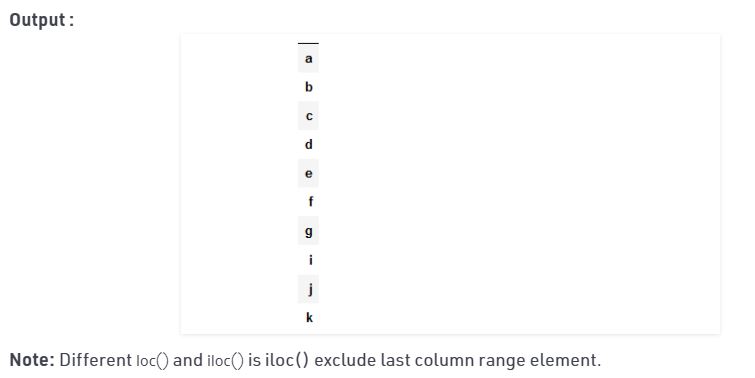 Output :
a
b
c
d
e
f
g
i
j
k
Note: Different loc() and iloc() is iloc() exclude last column range element.